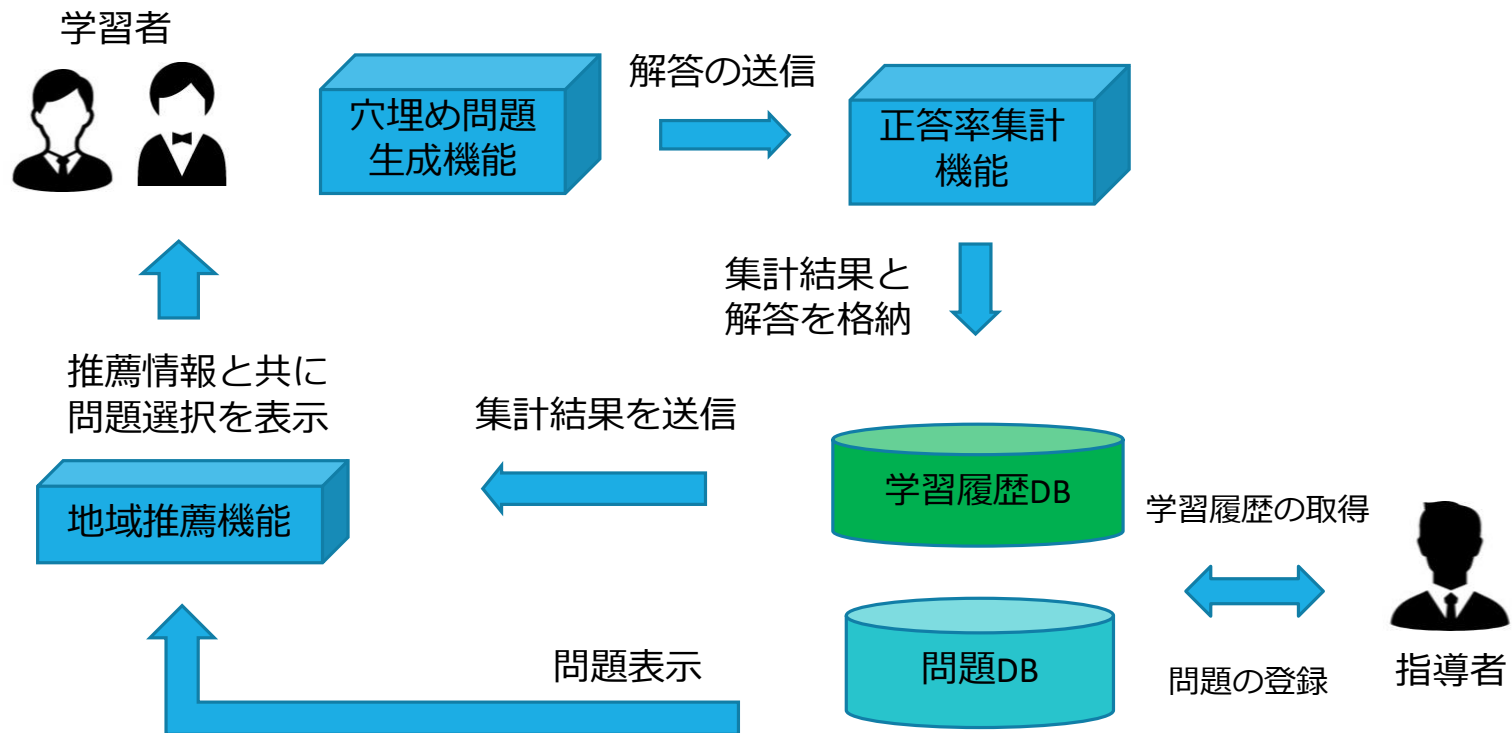 学習者
穴埋め問題
生成機能
解答の送信
正答率集計
機能
集計結果と
解答を格納
推薦情報と共に
問題選択を表示
集計結果を送信
地域推薦機能
学習履歴DB
学習履歴の取得
問題表示
問題DB
問題の登録
指導者